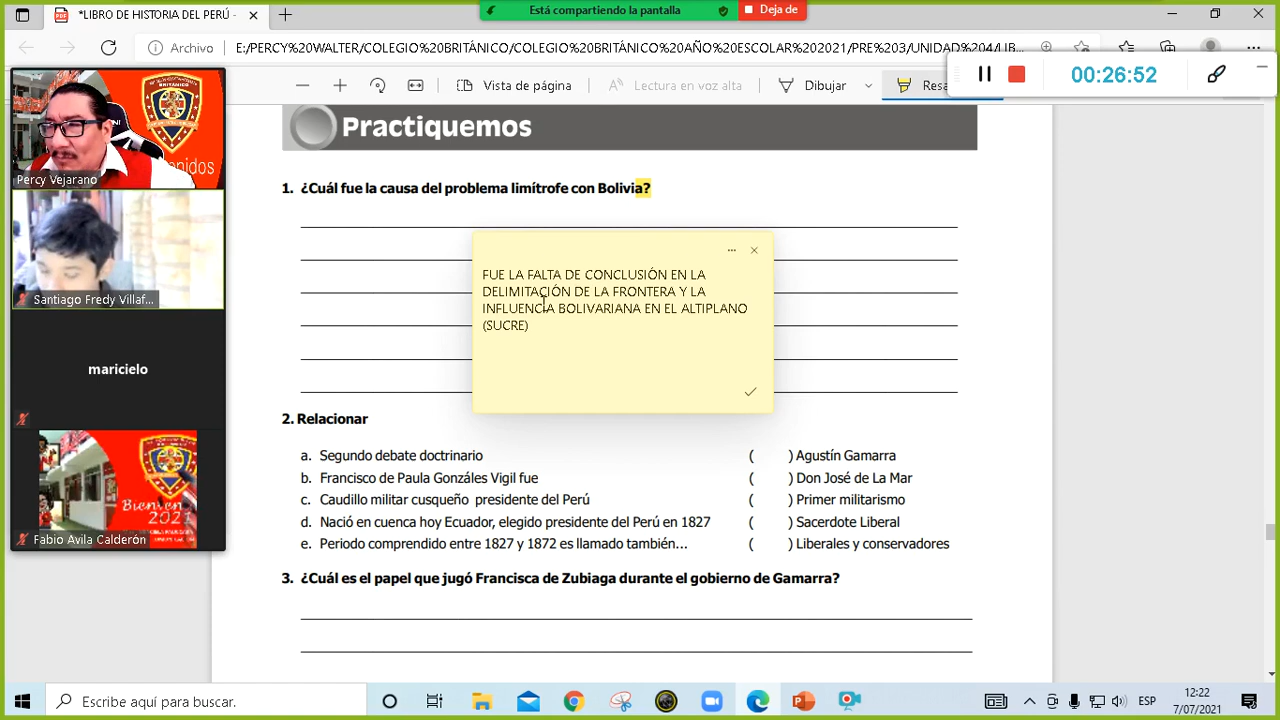 *LIBRO DE HISTORIA DEL PERÚ -
Está compartiendo la pantalla
Deja de
Archivo
E:/PERCY%20WALTER/COLEGIO%20BRITÁNICO/COLEGIO%20BRITÁNICO%20AÑO%20ESCOLAR%202021/PRE%203/UNIDAD%204/LIB...
00:26:52
Vista de página
Lectura en voz alta
Dibujar
Resa
Percy Vejarano
Santiago Fredy Villaf...
maricielo
Bienveni
2021
Fabio Avila Calderón
Practiquemos
1. ¿Cuál fue la causa del problema limítrofe con Bolivia?
FUE LA FALTA DE CONCLUSIÓN EN LA
DELIMITACIÓN DE LA FRONTERA Y LA
INFLUENCIA BOLIVARIANA EN EL ALTIPLANO
(SUCRE)
2. Relacionar
a. Segundo debate doctrinario ( ) Agustín Gamarra
b. Francisco de Paula Gonzáles Vigil fue ( ) Don José de La Mar
c. Caudillo militar cusqueño presidente del Perú ( ) Primer militarismo
d. Nació en cuenca hoy Ecuador, elegido presidente del Perú en 1827 ( ) Sacerdote Liberal
e. Periodo comprendido entre 1827 y 1872 es llamado también... ( ) Liberales y conservadores
3. ¿Cuál es el papel que jugó Francisca de Zubiaga durante el gobierno de Gamarra?
Escribe aquí para buscar.
ESP
12:22
7/07/2021